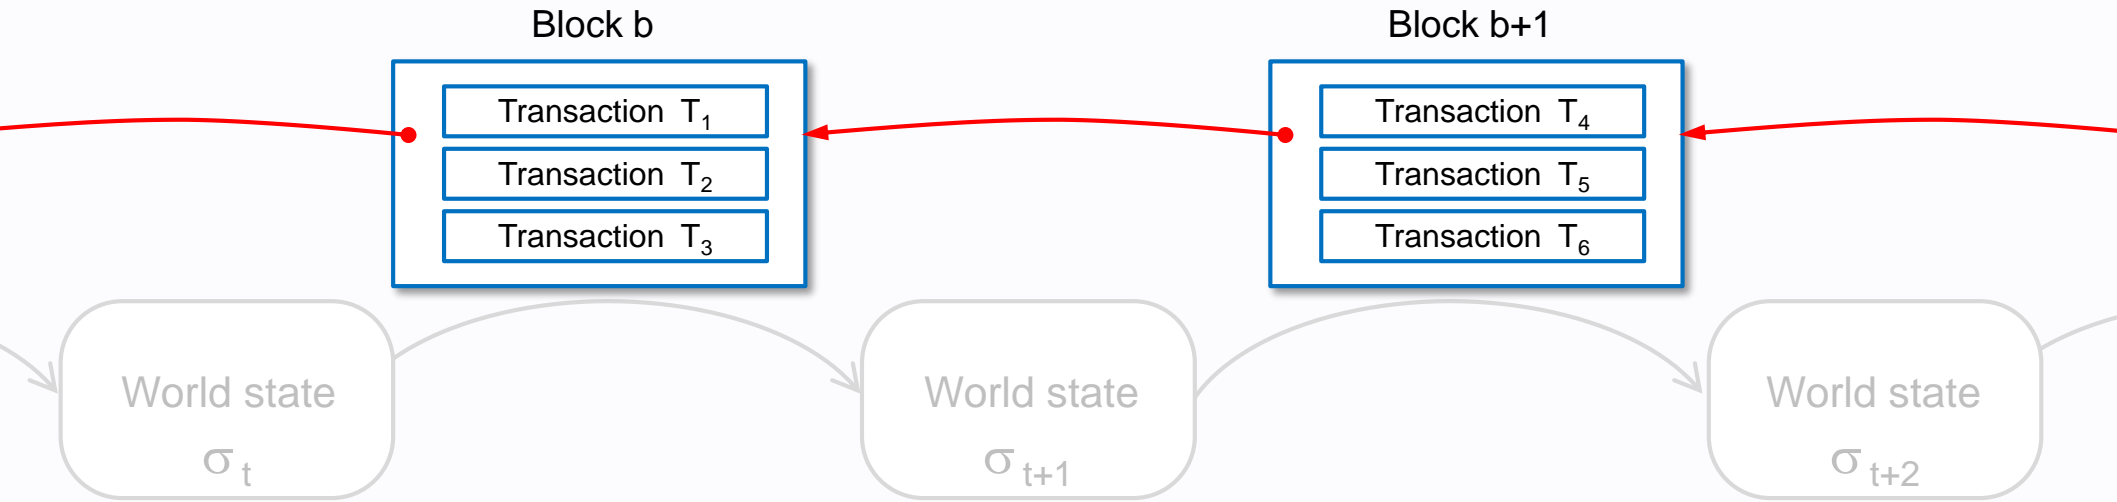 Block b
Block b+1
Transaction T₁
Transaction T₂
Transaction T₃
Transaction T₄
Transaction T₅
Transaction T₆
World state
σ t
World state
σ t+1
World state
σ t+2